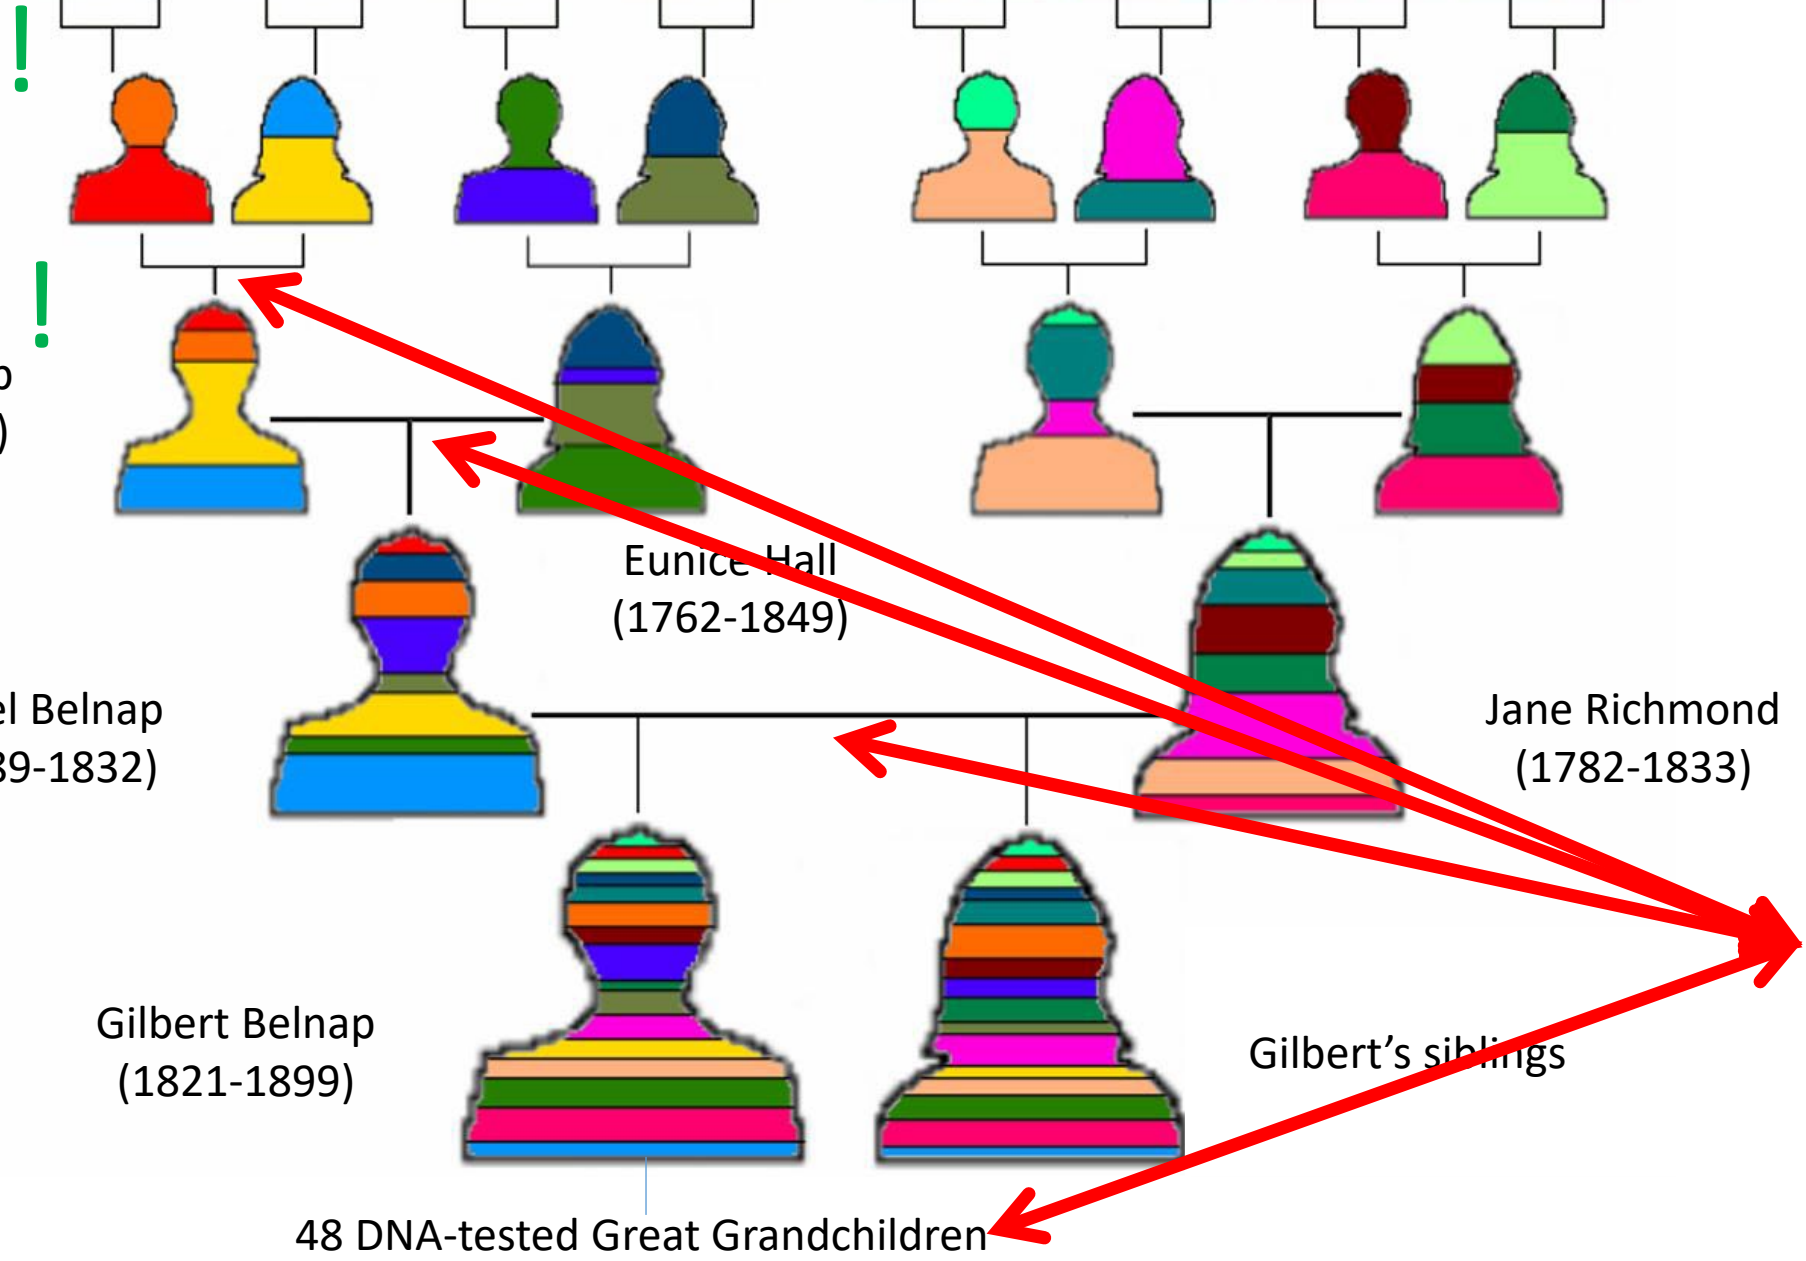 !
!
p
)
Eunice Hall
(1762-1849)
el Belnap
39-1832)
Jane Richmond
(1782-1833)
Gilbert Belnap
(1821-1899)
Gilbert’s siblings
48 DNA-tested Great Grandchildren